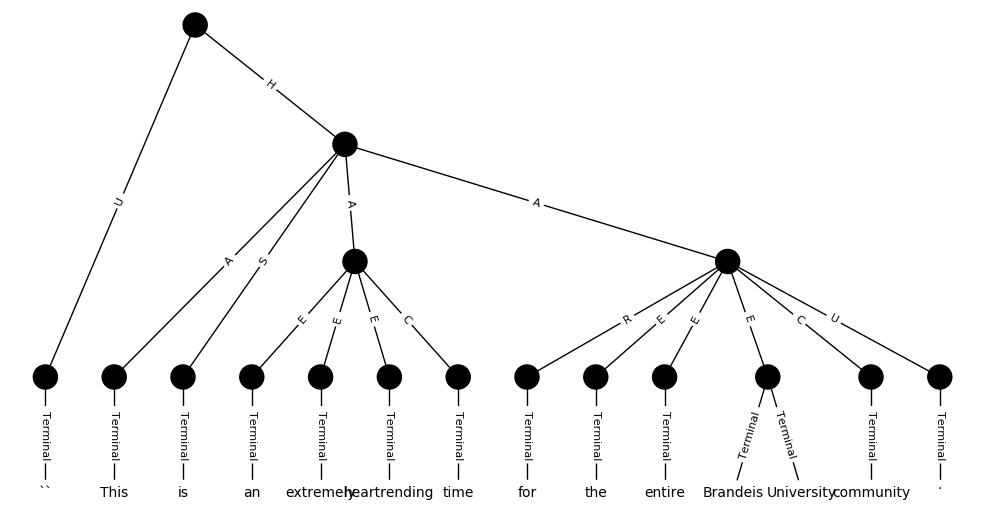 H
U
A
A
A S
E E E C
R E E E C U
Terminal Terminal Terminal Terminal Terminal Terminal Terminal Terminal Terminal Terminal Terminal Terminal Terminal Terminal
`` This is an extremely heartrending time for the entire Brandeis University community .